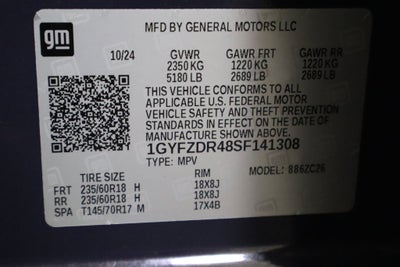 gm
MFD BY GENERAL MOTORS LLC
10/24 GVWR GAWR FRT GAWR RR
2350 KG 1220 KG 1220 KG
5180 LB 2689 LB 2689 LB
THIS VEHICLE CONFORMS TO ALL
APPLICABLE U.S. FEDERAL MOTOR
VEHICLE SAFETY AND THEFT PREVENTION
STANDARDS IN EFFECT ON THE DATE OF
MANUFACTURE SHOWN ABOVE.
1GYFZDR48SF141308
TYPE: MPV MODEL: 886ZC26
TIRE SIZE RIM
FRT 235/60R18 H 18X8J
RR 235/60R18 H 18X8J
SPA T145/70R17 M 17X4B